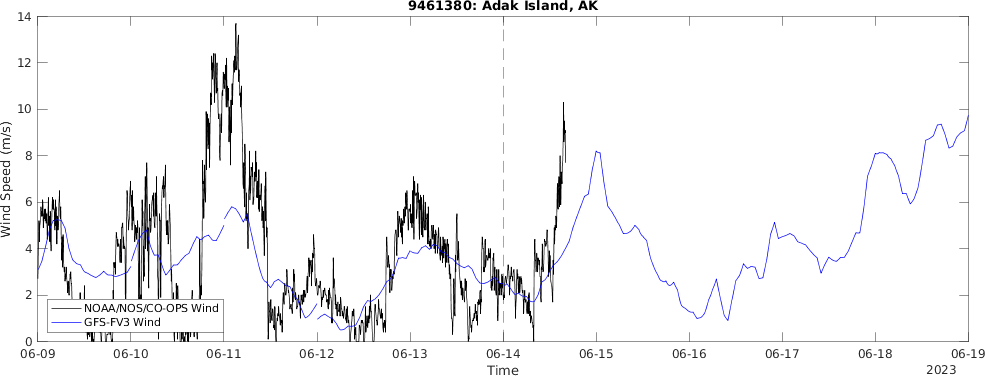 9461380: Adak Island, AK
14
12
10
8
6
4
2
0
Wind Speed (m/s)
NOAA/NOS/CO-OPS Wind
GFS-FV3 Wind
06-09 06-10 06-11 06-12 06-13 06-14 06-15 06-16 06-17 06-18 06-19
Time
2023